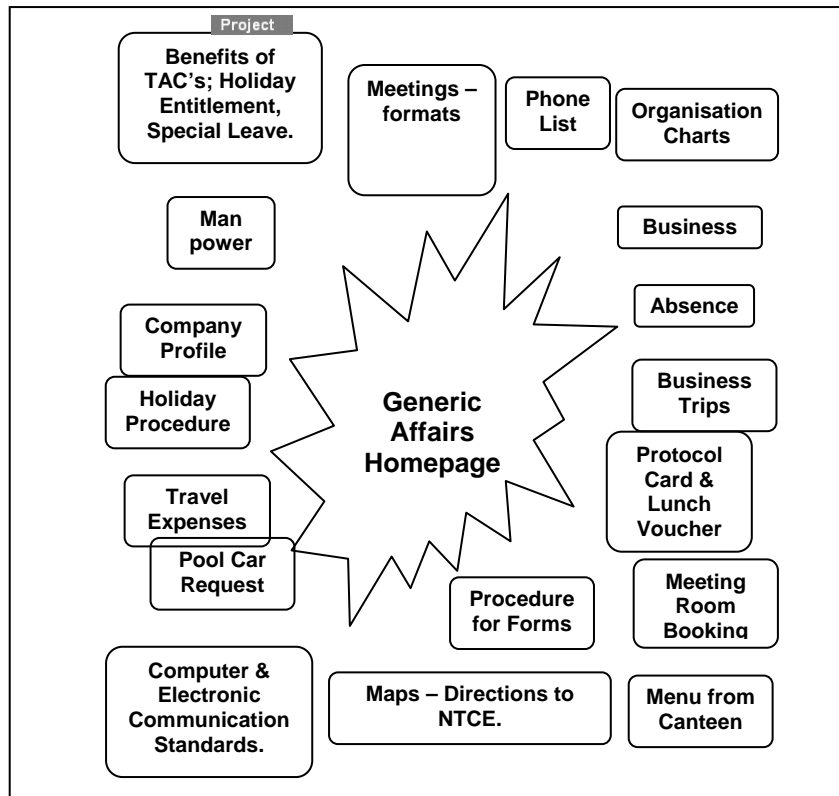 Project
Benefits of
TAC's; Holiday
Entitlement,
Special Leave.
Meetings –
formats
Phone
List
Organisation
Charts
Man
power
Business
Absence
Company
Profile
Holiday
Procedure
Generic
Affairs
Homepage
Business
Trips
Protocol
Card &
Lunch
Voucher
Travel
Expenses
Pool Car
Request
Procedure
for Forms
Meeting
Room
Booking
Computer &
Electronic
Communication
Standards.
Maps – Directions to
NTCE.
Menu from
Canteen